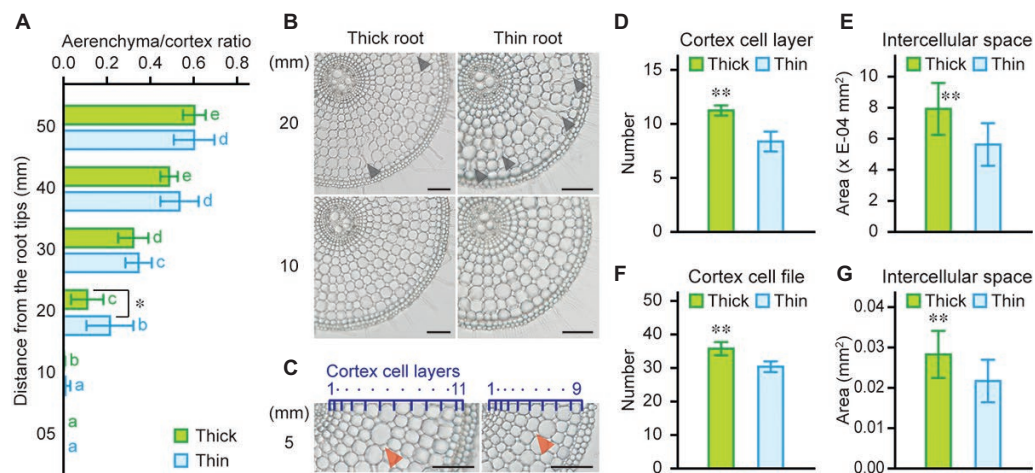 A
Aerenchyma/cortex ratio
0.0 0.2 0.4 0.6 0.8
Distance from the root tips (mm)
50
e
d
40
e
d
30
d
c
20
c
*
b
10
b
a
05
a
a
Thick
Thin
B
Thick root
Thin root
(mm)
20
10
C
Cortex cell layers
1 · · · · · · · · · 11
1 · · · · · · · 9
(mm)
5
D
Cortex cell layer
Thick Thin
Number
15
10
5
0
**
E
Intercellular space
Thick Thin
Area (x E-04 mm²)
10
8
6
4
2
0
**
F
Cortex cell file
Thick Thin
Number
50
40
30
20
10
0
**
G
Intercellular space
Thick Thin
Area (mm²)
0.04
0.03
0.02
0.01
0.00
**